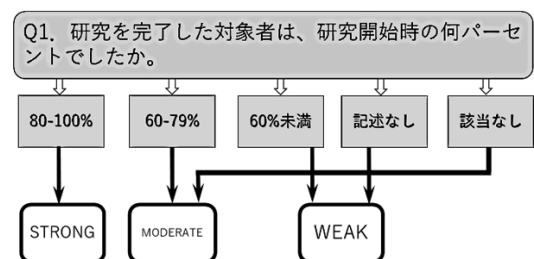 Q1．研究を完了した対象者は、研究開始時の何パーセ
ントでしたか。
80-100%
60-79%
60%未満
記述なし
該当なし
STRONG
MODERATE
WEAK